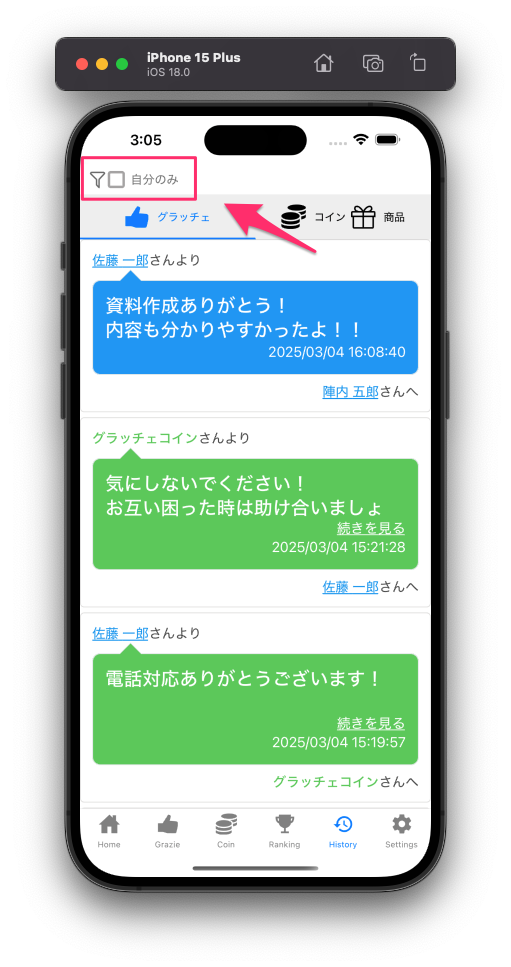 iPhone 15 Plus
iOS 18.0
3:05
自分のみ
グラッチェ コイン 商品
佐藤 一郎さんより
資料作成ありがとう！
内容も分かりやすかったよ！！
2025/03/04 16:08:40
陣内 五郎さんへ
グラッチェコインさんより
気にしないでください！
お互い困った時は助け合いましょ
続きを見る
2025/03/04 15:21:28
佐藤 一郎さんへ
佐藤 一郎さんより
電話対応ありがとうございます！
続きを見る
2025/03/04 15:19:57
グラッチェコインさんへ
Home Grazie Coin Ranking History Settings